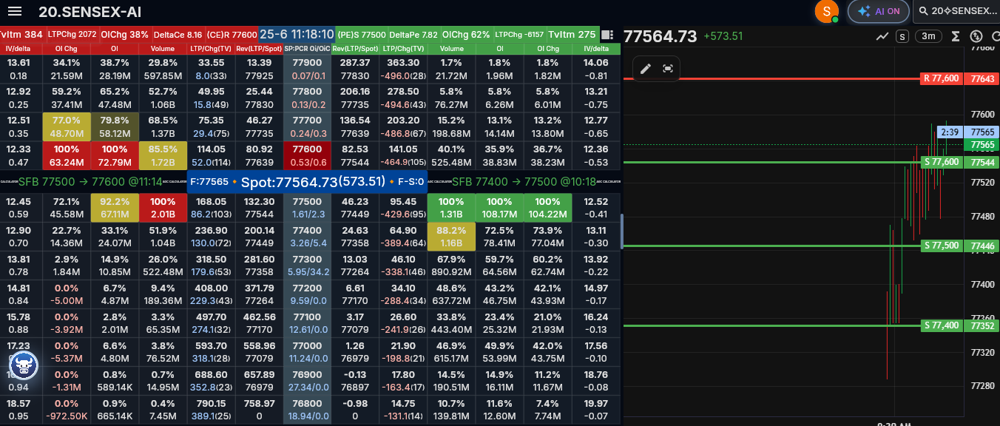 20.SENSEX-AI
S
AI ON
20✧SENSEX...
TvItm 384 LTPChg 2072 OIChg 38% DeltaCe 8.16 (CE)R 77600 25-6 11:18:10 (PE)S 77500 DeltaPe 7.82 OIChg 62% LTPChg -6157 TvItm 275
IV/delta OI Chg OI Volume LTP/Chg(TV) Rev(LTP/Spot) SP:PCR Oi/OiC Rev(LTP/Spot) LTP/Chg(TV) Volume OI OI Chg IV/delta
13.61 34.1% 38.7% 29.8% 33.55 13.39 77900 287.37 363.30 1.7% 1.8% 1.8% 14.06
0.18 21.59M 28.19M 597.85M 8.0(33) 77925 0.07/0.1 77830 -496.0(28) 21.72M 1.96M 1.82M -0.81
12.92 59.2% 65.2% 52.7% 49.95 25.44 77800 206.16 278.50 5.8% 5.8% 5.8% 13.21
0.25 37.41M 47.48M 1.06B 15.8(49) 77830 0.13/0.2 77735 -494.6(43) 76.27M 6.26M 6.01M -0.75
12.51 77.0% 79.8% 68.5% 75.35 46.27 77700 136.54 203.20 15.2% 13.1% 13.2% 12.77
0.35 48.70M 58.12M 1.37B 29.4(75) 77735 0.24/0.3 77639 -486.8(67) 198.68M 14.14M 13.80M -0.65
12.33 100% 100% 85.5% 114.05 80.92 77600 82.53 141.05 40.1% 35.9% 36.7% 12.36
0.47 63.24M 72.79M 1.72B 52.0(114) 77639 0.53/0.6 77544 -464.9(105) 525.48M 38.83M 38.23M -0.53
SFB 77500 → 77600 @11:14 F:77565 Spot:77564.73(573.51) F-S:0 SFB 77400 → 77500 @10:18
12.45 72.1% 92.2% 100% 168.05 132.30 77500 46.23 95.45 100% 100% 100% 12.52
0.59 45.58M 67.11M 2.01B 86.2(103) 77544 1.61/2.3 77449 -429.6(95) 1.31B 108.17M 104.22M -0.41
12.90 22.7% 33.1% 51.9% 236.90 200.14 77400 24.63 64.90 88.2% 72.5% 73.9% 13.11
0.70 14.36M 24.07M 1.04B 130.0(72) 77449 3.26/5.4 77358 -389.4(64) 1.16B 78.41M 77.04M -0.30
13.81 2.9% 14.9% 26.0% 318.50 281.60 77300 13.03 46.10 67.9% 59.7% 60.2% 13.92
0.78 1.84M 10.85M 522.48M 179.6(53) 77358 5.95/34.2 77264 -338.1(46) 890.92M 64.56M 62.74M -0.22
14.81 0.0% 6.7% 9.4% 408.00 371.79 77200 6.61 34.10 48.6% 43.2% 42.1% 14.97
0.84 -5.00M 4.87M 189.36M 229.3(43) 77264 9.59/0.0 77170 -288.4(34) 637.72M 46.75M 43.93M -0.17
15.78 0.0% 2.8% 3.3% 497.70 462.56 77100 3.17 26.60 33.8% 23.4% 21.0% 16.24
0.88 -3.92M 2.01M 65.35M 274.1(32) 77170 12.61/0.0 77079 -241.9(26) 443.40M 25.32M 21.93M -0.13
17.23 0.0% 6.6% 3.8% 593.70 558.96 77000 1.26 21.90 46.9% 49.9% 42.0% 17.56
-5.37M 4.80M 76.52M 318.1(28) 77079 11.24/0.0 76979 -198.8(21) 615.17M 53.99M 43.75M -0.10
0.0% 0.8% 0.7% 688.60 657.89 76900 -0.13 17.80 14.5% 14.9% 11.2% 18.76
0.94 -1.31M 589.14K 14.95M 352.8(23) 76979 27.34/0.0 76897 -163.4(17) 190.51M 16.11M 11.67M -0.08
18.57 0.0% 0.9% 0.4% 790.15 758.97 76800 -0.98 14.75 10.7% 11.6% 7.4% 19.97
0.95 -972.50K 665.14K 7.45M 389.1(25) 0 18.94/0.0 0 -131.1(14) 139.81M 12.60M 7.74M -0.07
77564.73 +573.51 S 3m Σ
77680
R 77,600 77643
77600
2:39 77565
77565
S 77,600 77544
77520
77480
S 77,500 77446
77400
77360
S 77,400 77352
77320
77280